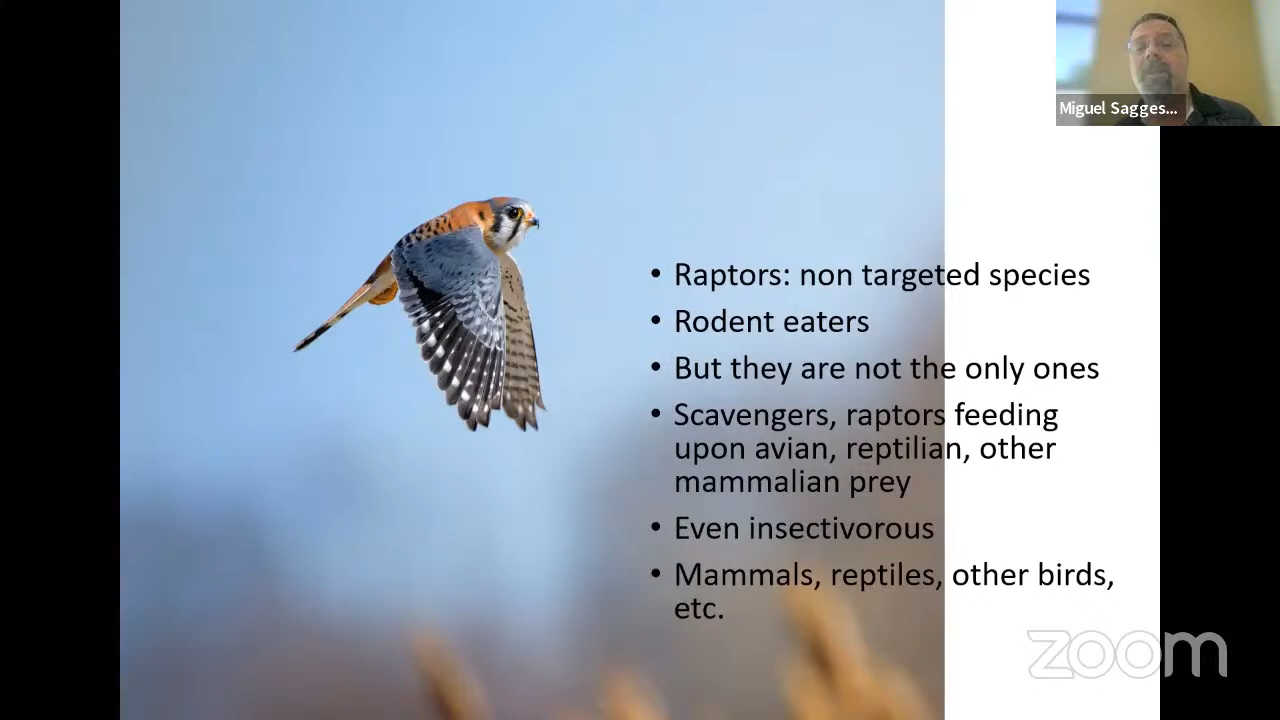 Miguel Sagges...
• Raptors: non targeted species
• Rodent eaters
• But they are not the only ones
• Scavengers, raptors feeding
upon avian, reptilian, other
mammalian prey
• Even insectivorous
• Mammals, reptiles, other birds,
etc.
zoom